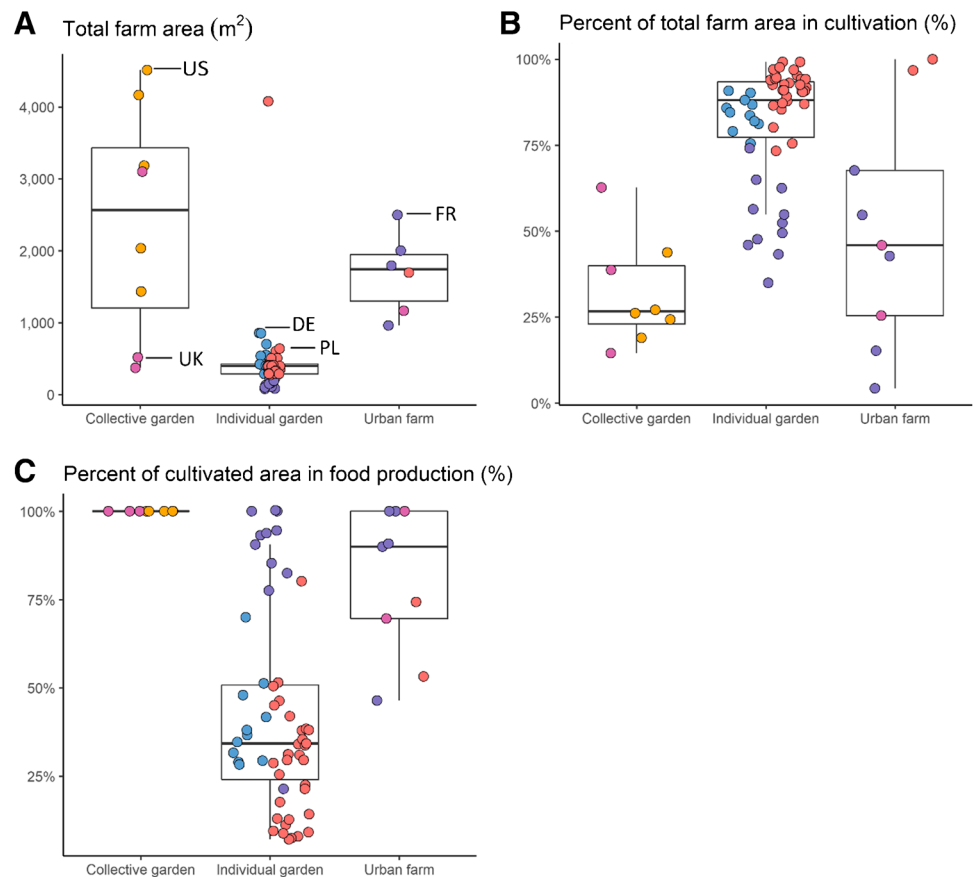 A Total farm area (m²)
4,000
3,000
2,000
1,000
0
US
UK
DE
PL
FR
Collective garden Individual garden Urban farm
B Percent of total farm area in cultivation (%)
100%
75%
50%
25%
0%
Collective garden Individual garden Urban farm
C Percent of cultivated area in food production (%)
100%
75%
50%
25%
Collective garden Individual garden Urban farm